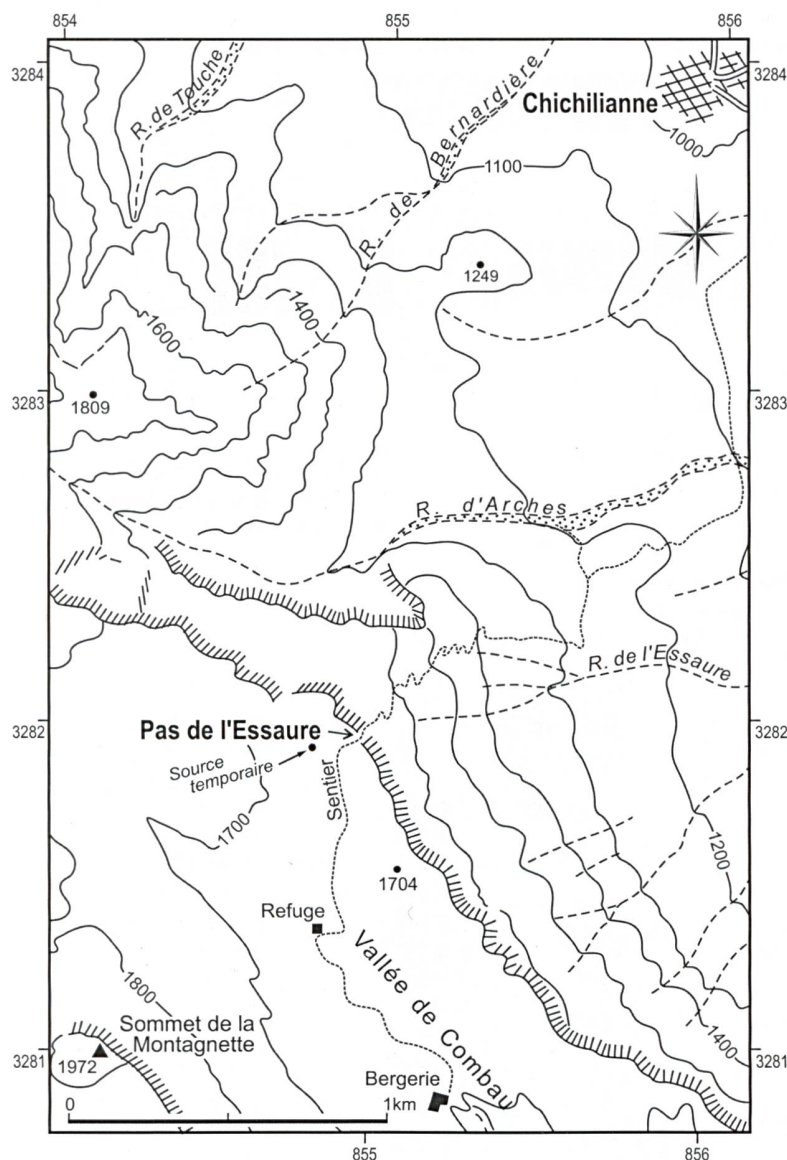 854 855 856
3284 3284
R. de Touche
R. de Bernardière
Chichilianne
1000
1100
1249
1400
1600
3283 3283
1809
R. d'Arches
R. de l'Essaure
3282 3282
Pas de l'Essaure
Source
temporaire
Sentier
1700
1704
1200
Refuge
Vallée de Combau
1800
Sommet de la
Montagnette
1400
3281 3281
1972
Bergerie
0 1km
855 856